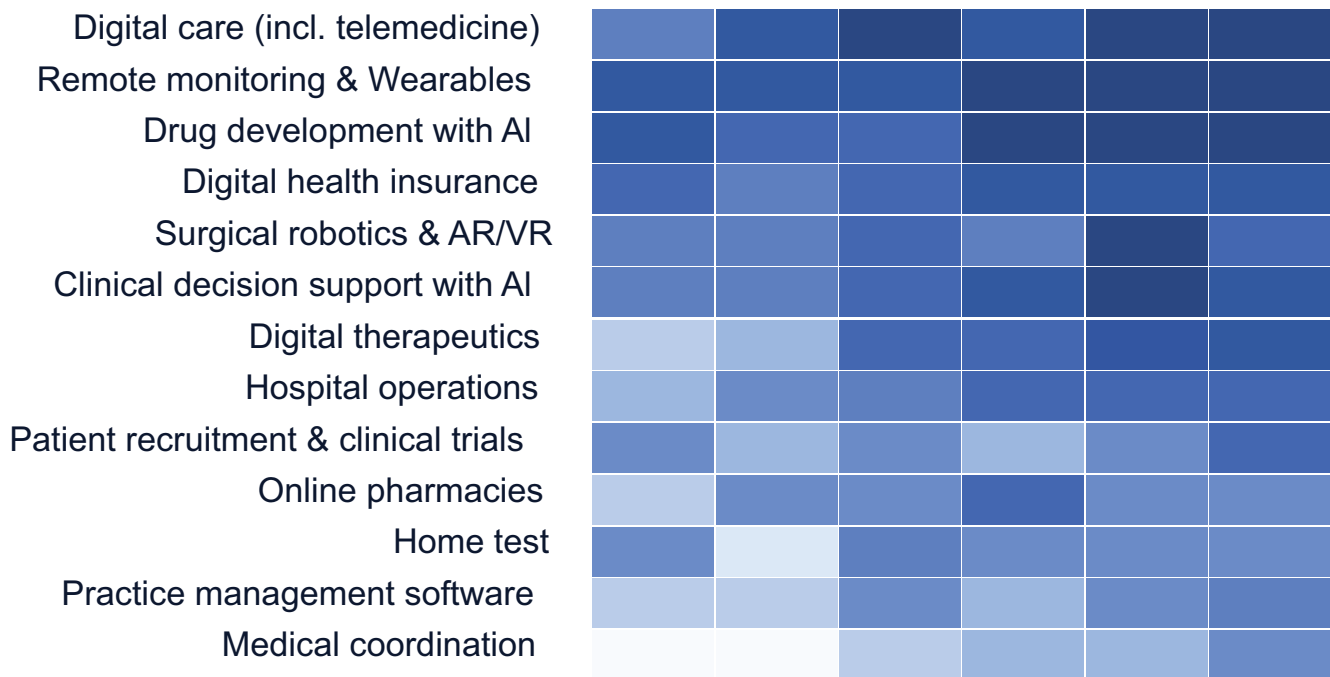 Digital care (incl. telemedicine)
Remote monitoring & Wearables
Drug development with AI
Digital health insurance
Surgical robotics & AR/VR
Clinical decision support with AI
Digital therapeutics
Hospital operations
Patient recruitment & clinical trials
Online pharmacies
Home test
Practice management software
Medical coordination